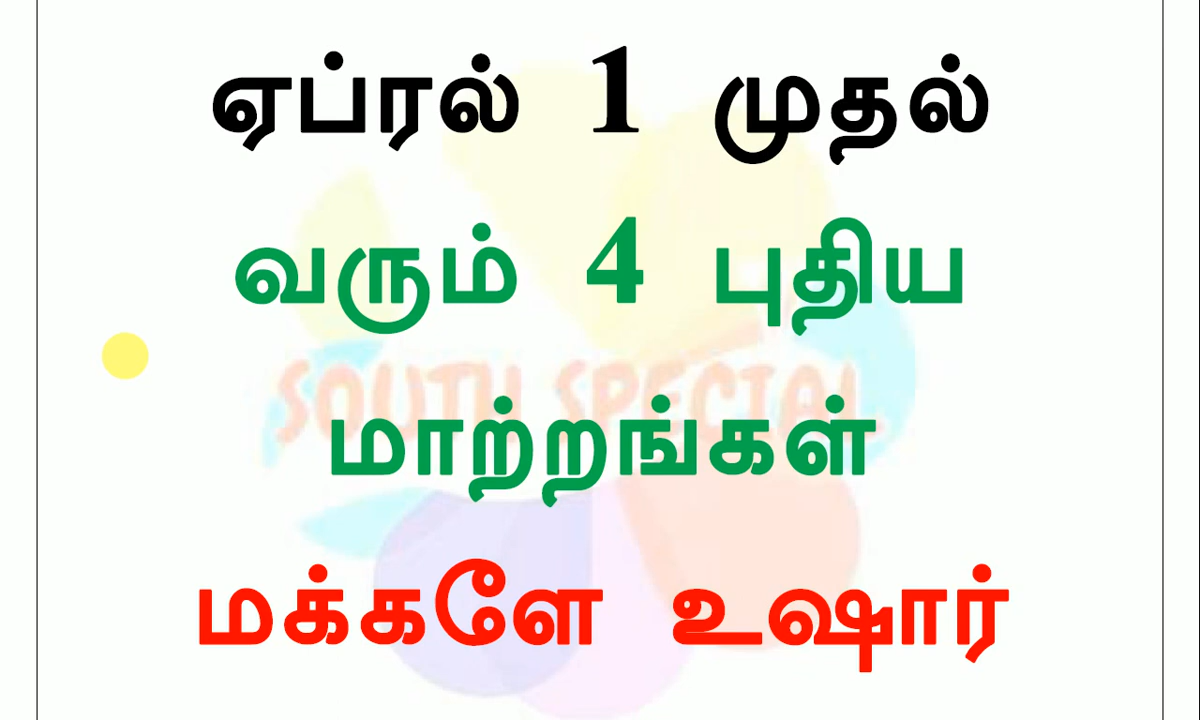 ஏப்ரல் 1 முதல்
வரும் 4 புதிய
SOUTH SPECIAL
மாற்றங்கள்
மக்களே உஷார்